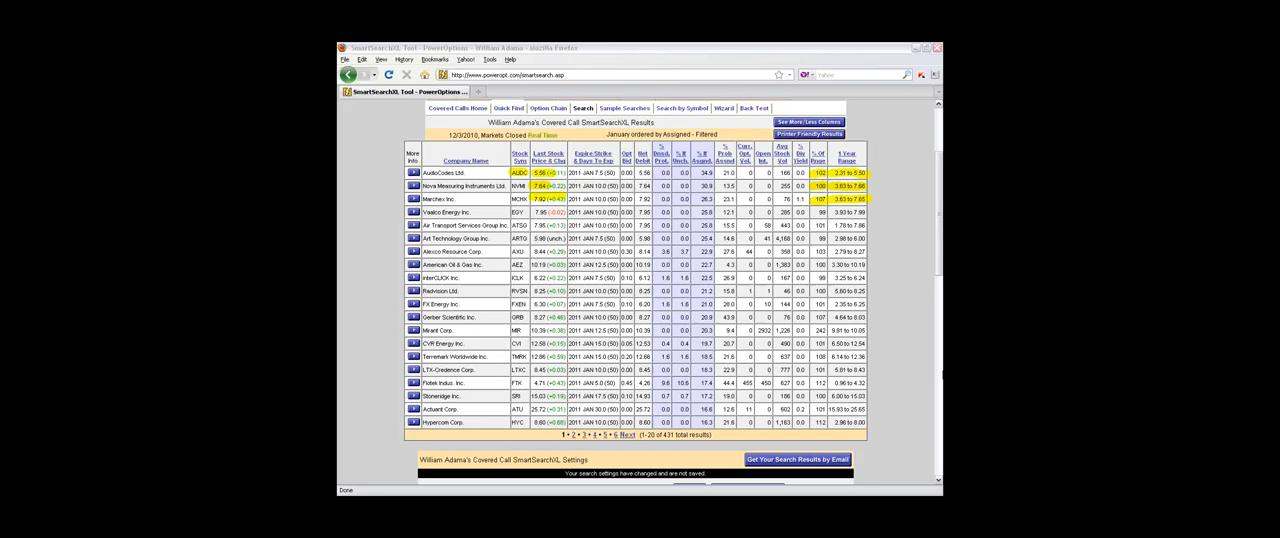 SmartSearchXL Tool - PowerOptions - William Adama - Mozilla Firefox
File Edit View History Bookmarks Yahoo! Tools Help
http://www.poweropt.com/smartsearch.asp Yahoo
SmartSearchXL Tool - PowerOptions ...
Covered Calls Home Quick Find Option Chain Search Sample Searches Search by Symbol Wizard Back Test
William Adama's Covered Call SmartSearchXL Results See More/Less Columns
12/3/2010, Markets Closed Real Time January ordered by Assigned - Filtered Printer Friendly Results
More Info Company Name Stock Sym Last Stock Price & Chg Expire/Strike & Days To Exp Opt Bid Net Debit % Dnsd. Prot. % If Unch. % If Asgnd. % Prob Assnd Curr. Opt. Vol. Open Int. Avg Stock Vol % Div Yield % Of Rnge 1 Year Range
AudioCodes Ltd. AUDC 5.56 (+0.11) 2011 JAN 7.5 (50) 0.00 5.56 0.0 0.0 34.9 21.0 0 0 166 0.0 102 2.31 to 5.50
Nova Measuring Instruments Ltd. NVMI 7.64 (+0.22) 2011 JAN 10.0 (50) 0.00 7.64 0.0 0.0 30.9 13.5 0 0 255 0.0 100 3.63 to 7.66
Marchex Inc. MCHX 7.92 (+0.43) 2011 JAN 10.0 (50) 0.00 7.92 0.0 0.0 26.3 23.1 0 0 76 1.1 107 3.63 to 7.65
Vaalco Energy Inc. EGY 7.95 (-0.02) 2011 JAN 10.0 (50) 0.00 7.95 0.0 0.0 25.8 12.1 0 0 285 0.0 99 3.93 to 7.99
Air Transport Services Group Inc ATSG 7.95 (+0.13) 2011 JAN 10.0 (50) 0.00 7.95 0.0 0.0 25.8 15.5 0 58 443 0.0 101 1.78 to 7.86
Art Technology Group Inc. ARTG 5.98 (unch.) 2011 JAN 7.5 (50) 0.00 5.98 0.0 0.0 25.4 14.6 0 41 4,168 0.0 99 2.98 to 6.00
Alexco Resource Corp. AXU 8.44 (+0.29) 2011 JAN 10.0 (50) 0.30 8.14 3.6 3.7 22.9 27.6 44 0 358 0.0 103 2.79 to 8.27
American Oil & Gas Inc. AEZ 10.19 (+0.03) 2011 JAN 12.5 (50) 0.00 10.19 0.0 0.0 22.7 4.3 0 0 1,383 0.0 100 3.30 to 10.19
interCLICK Inc. ICLK 6.22 (+0.22) 2011 JAN 7.5 (50) 0.10 6.12 1.6 1.6 22.5 26.9 0 0 167 0.0 99 3.25 to 6.24
Radvision Ltd. RVSN 8.25 (+0.10) 2011 JAN 10.0 (50) 0.00 8.25 0.0 0.0 21.2 15.8 1 1 46 0.0 100 5.60 to 8.25
FX Energy Inc. FXEN 6.30 (+0.07) 2011 JAN 7.5 (50) 0.10 6.20 1.6 1.6 21.0 28.0 0 10 144 0.0 101 2.35 to 6.25
Gerber Scientific Inc. GRB 8.27 (+0.46) 2011 JAN 10.0 (50) 0.00 8.27 0.0 0.0 20.9 43.9 0 0 76 0.0 107 4.64 to 8.03
Mirant Corp. MIR 10.39 (+0.38) 2011 JAN 12.5 (50) 0.00 10.39 0.0 0.0 20.3 9.4 0 2932 1,226 0.0 242 9.81 to 10.05
CVR Energy Inc. CVI 12.58 (+0.15) 2011 JAN 15.0 (50) 0.05 12.53 0.4 0.4 19.7 20.7 0 0 490 0.0 101 6.50 to 12.54
Terremark Worldwide Inc. TMRK 12.86 (+0.59) 2011 JAN 15.0 (50) 0.20 12.66 1.6 1.6 18.5 21.6 0 0 637 0.0 108 6.14 to 12.36
LTX-Credence Corp. LTXC 8.45 (+0.03) 2011 JAN 10.0 (50) 0.00 8.45 0.0 0.0 18.3 22.9 0 0 777 0.0 101 5.81 to 8.43
Flotek Indus. Inc. FTK 4.71 (+0.43) 2011 JAN 5.0 (50) 0.45 4.26 9.6 10.6 17.4 44.4 455 450 627 0.0 112 0.96 to 4.32
Stoneridge Inc. SRI 15.03 (+0.19) 2011 JAN 17.5 (50) 0.10 14.93 0.7 0.7 17.2 19.0 0 0 186 0.0 100 6.00 to 15.03
Actuant Corp. ATU 25.72 (+0.31) 2011 JAN 30.0 (50) 0.00 25.72 0.0 0.0 16.6 12.6 11 0 602 0.2 101 15.93 to 25.65
Hypercom Corp. HYC 8.60 (+0.68) 2011 JAN 10.0 (50) 0.00 8.60 0.0 0.0 16.3 21.6 0 0 1,163 0.0 112 2.96 to 8.00
1 • 2 • 3 • 4 • 5 • 6 Next (1-20 of 431 total results)
William Adama's Covered Call SmartSearchXL Settings Get Your Search Results by Email
Your search settings have changed and are not saved.
Done